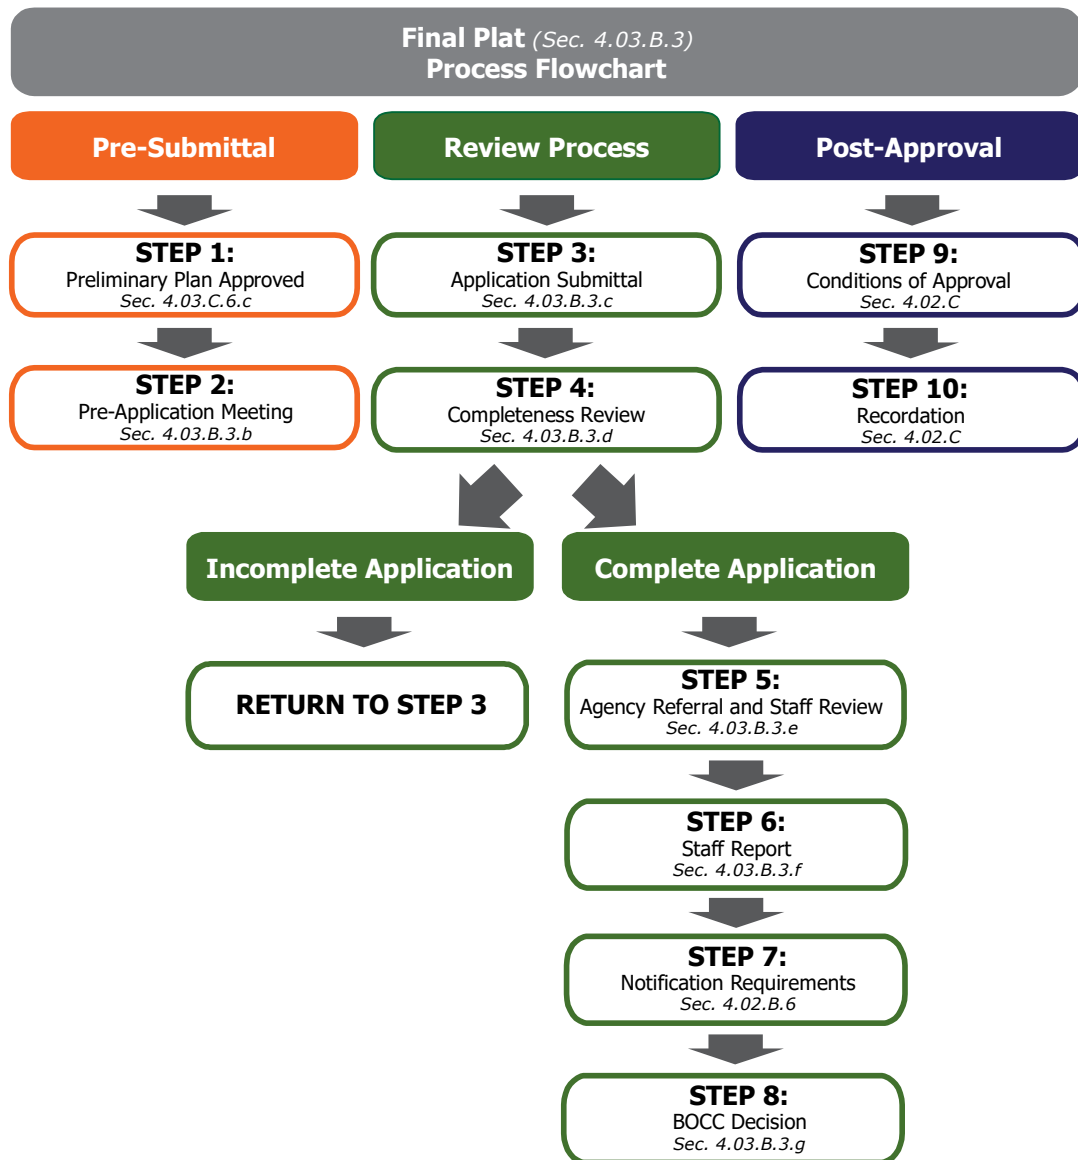 Final Plat (Sec. 4.03.B.3)
Process Flowchart
Pre-Submittal
STEP 1:
Preliminary Plan Approved
Sec. 4.03.C.6.c
STEP 2:
Pre-Application Meeting
Sec. 4.03.B.3.b
Review Process
STEP 3:
Application Submittal
Sec. 4.03.B.3.c
STEP 4:
Completeness Review
Sec. 4.03.B.3.d
Incomplete Application
RETURN TO STEP 3
Complete Application
STEP 5:
Agency Referral and Staff Review
Sec. 4.03.B.3.e
STEP 6:
Staff Report
Sec. 4.03.B.3.f
STEP 7:
Notification Requirements
Sec. 4.02.B.6
STEP 8:
BOCC Decision
Sec. 4.03.B.3.g
Post-Approval
STEP 9:
Conditions of Approval
Sec. 4.02.C
STEP 10:
Recordation
Sec. 4.02.C